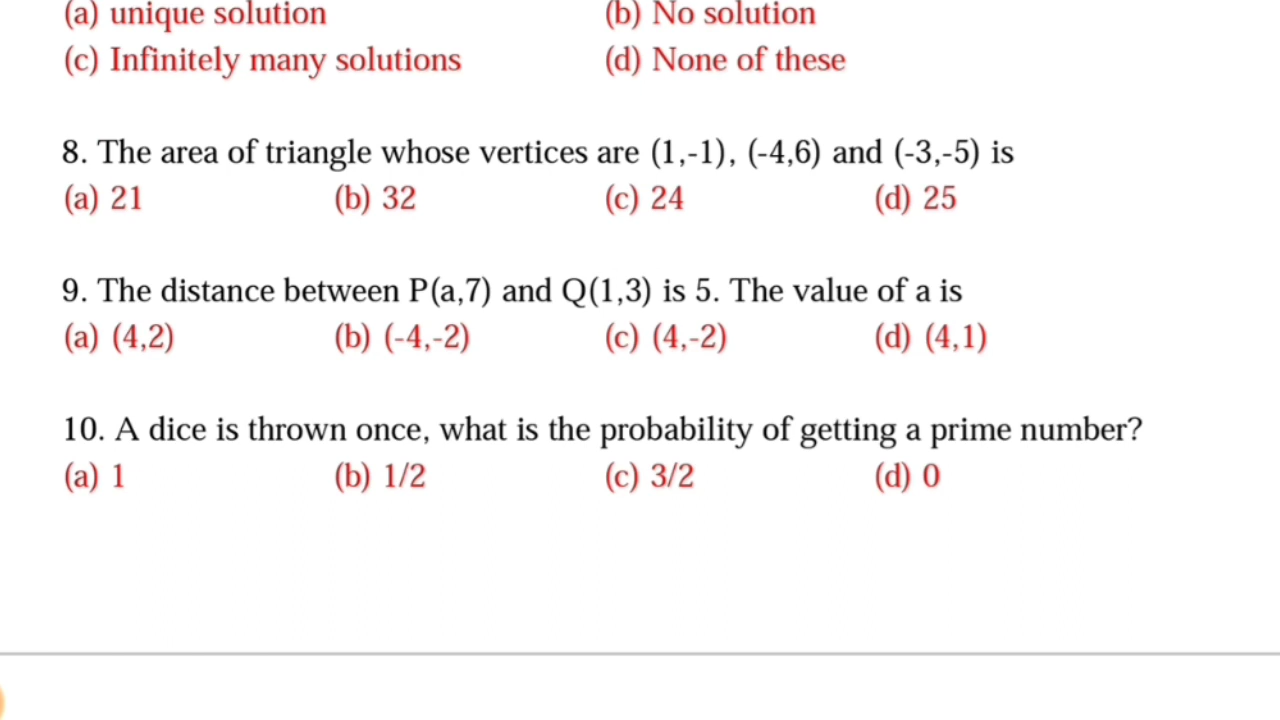 (a) unique solution (b) No solution
(c) Infinitely many solutions (d) None of these
8. The area of triangle whose vertices are (1,-1), (-4,6) and (-3,-5) is
(a) 21 (b) 32 (c) 24 (d) 25
9. The distance between P(a,7) and Q(1,3) is 5. The value of a is
(a) (4,2) (b) (-4,-2) (c) (4,-2) (d) (4,1)
10. A dice is thrown once, what is the probability of getting a prime number?
(a) 1 (b) 1/2 (c) 3/2 (d) 0